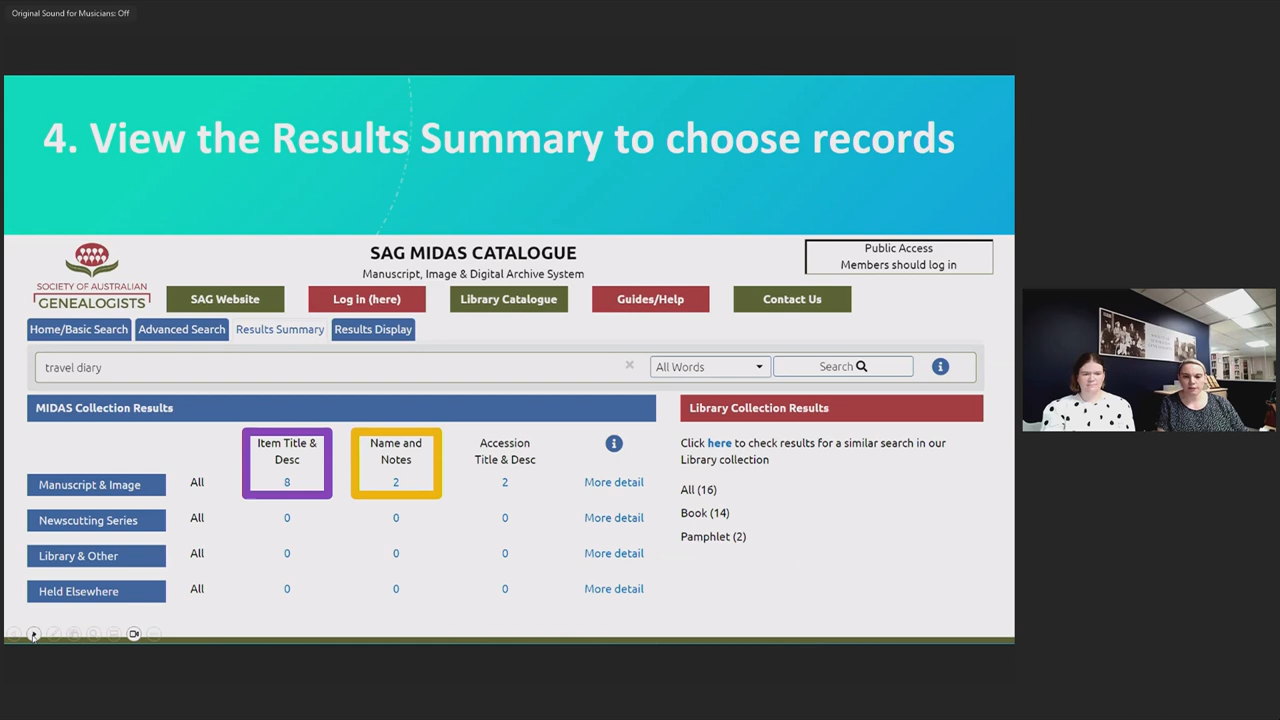 Original Sound for Musicians: Off
4. View the Results Summary to choose records
SOCIETY OF AUSTRALIAN
GENEALOGISTS
SAG MIDAS CATALOGUE
Manuscript, Image & Digital Archive System
Public Access
Members should log in
SAG Website
Log in (here)
Library Catalogue
Guides/Help
Contact Us
Home/Basic Search
Advanced Search
Results Summary
Results Display
travel diary
All Words
Search
MIDAS Collection Results
Item Title &
Desc
Name and
Notes
Accession
Title & Desc
Manuscript & Image All 8 2 2 More detail
Newscutting Series All 0 0 0 More detail
Library & Other All 0 0 0 More detail
Held Elsewhere All 0 0 0 More detail
Library Collection Results
Click here to check results for a similar search in our
Library collection
All (16)
Book (14)
Pamphlet (2)